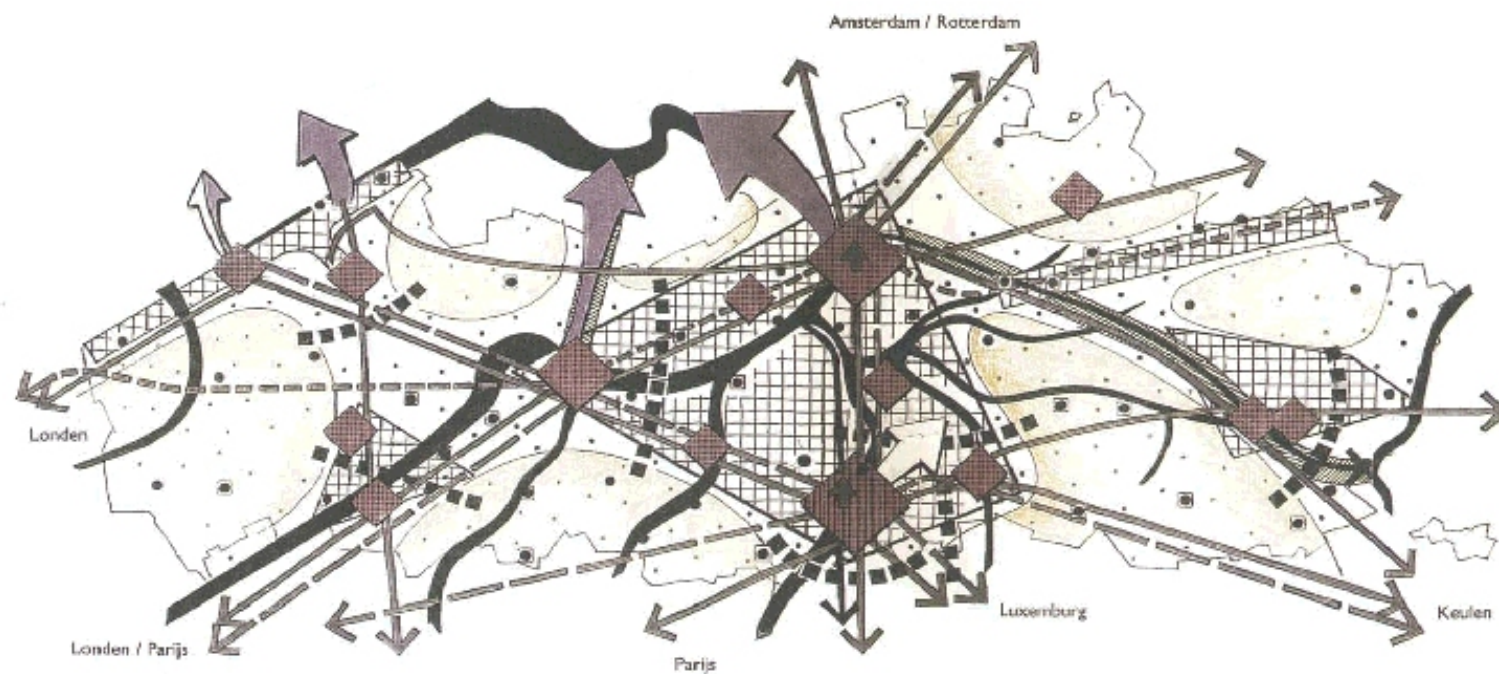 Amsterdam / Rotterdam
Londen
Luxemburg
Keulen
Londen / Parijs
Parijs